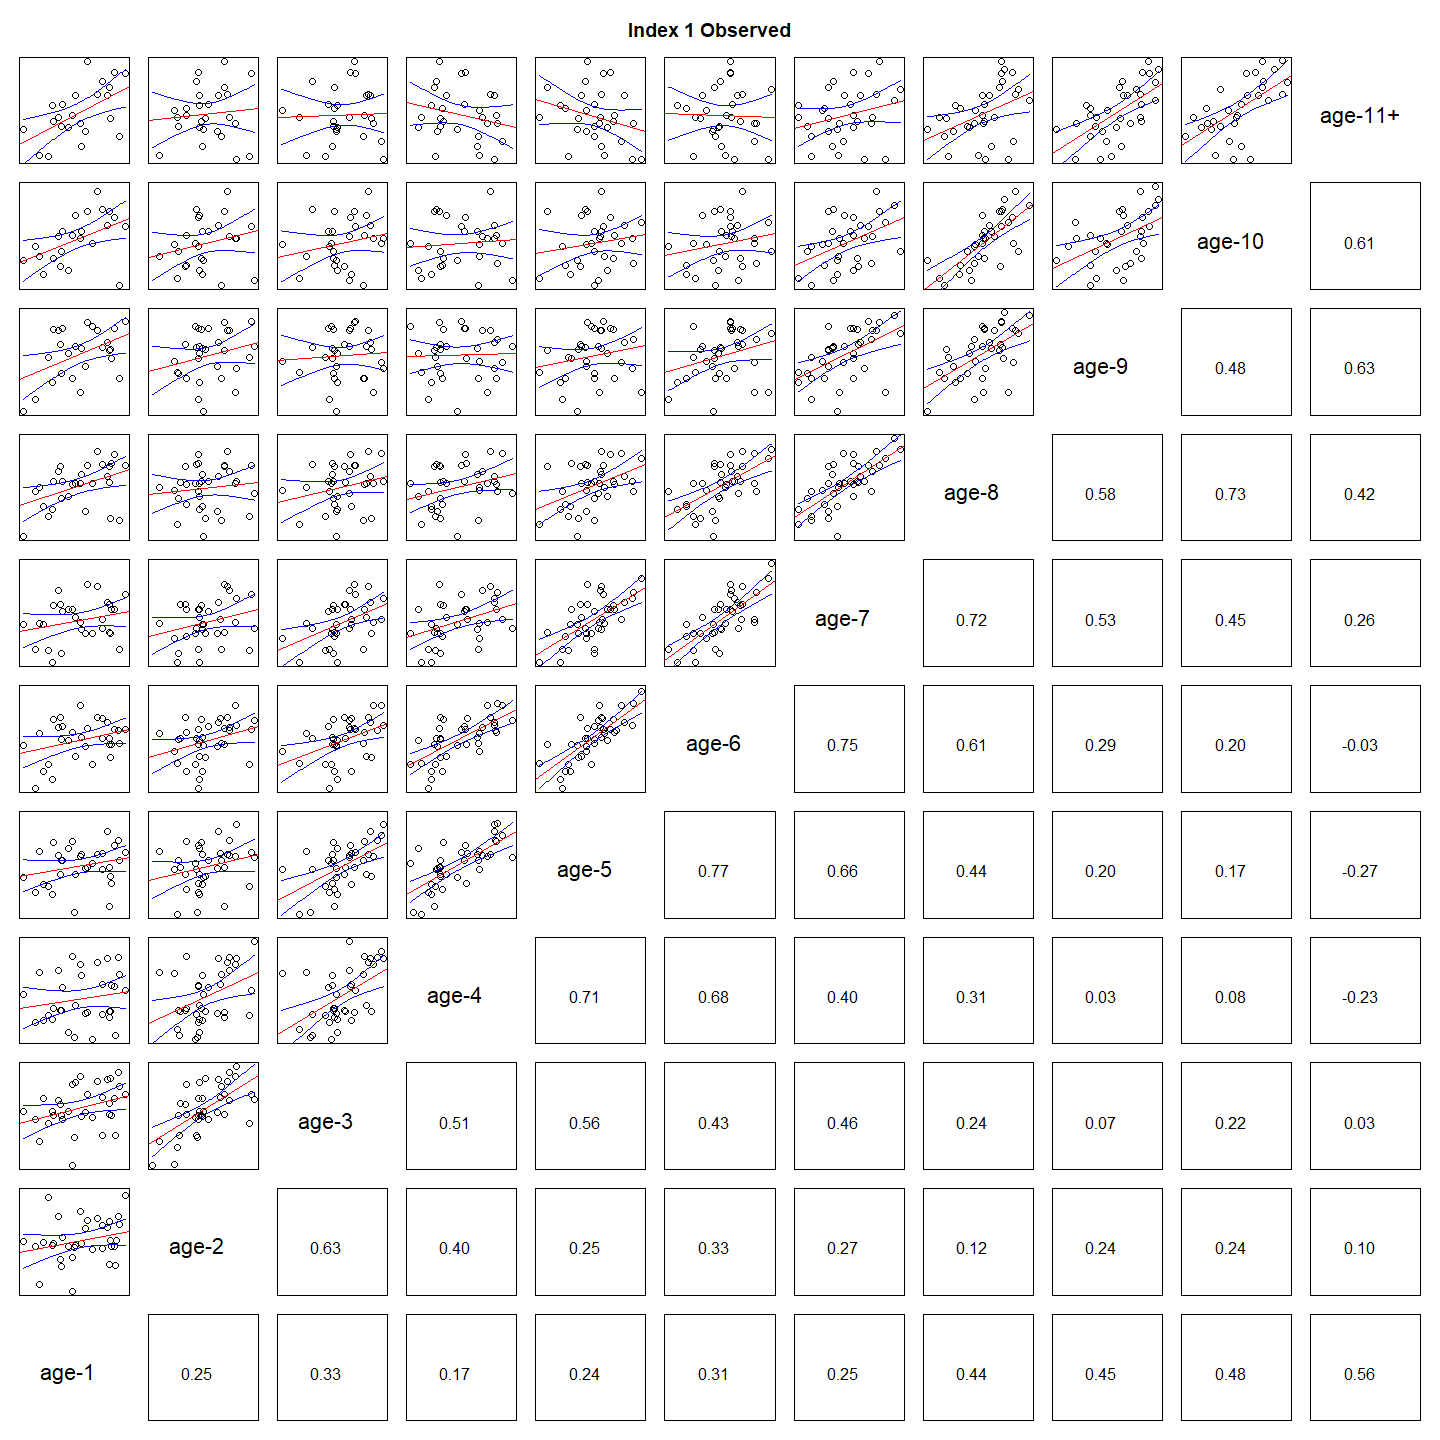 Index 1 Observed
age-11+
age-10 0.61
age-9 0.48 0.63
age-8 0.58 0.73 0.42
age-7 0.72 0.53 0.45 0.26
age-6 0.75 0.61 0.29 0.20 -0.03
age-5 0.77 0.66 0.44 0.20 0.17 -0.27
age-4 0.71 0.68 0.40 0.31 0.03 0.08 -0.23
age-3 0.51 0.56 0.43 0.46 0.24 0.07 0.22 0.03
age-2 0.63 0.40 0.25 0.33 0.27 0.12 0.24 0.24 0.10
age-1 0.25 0.33 0.17 0.24 0.31 0.25 0.44 0.45 0.48 0.56